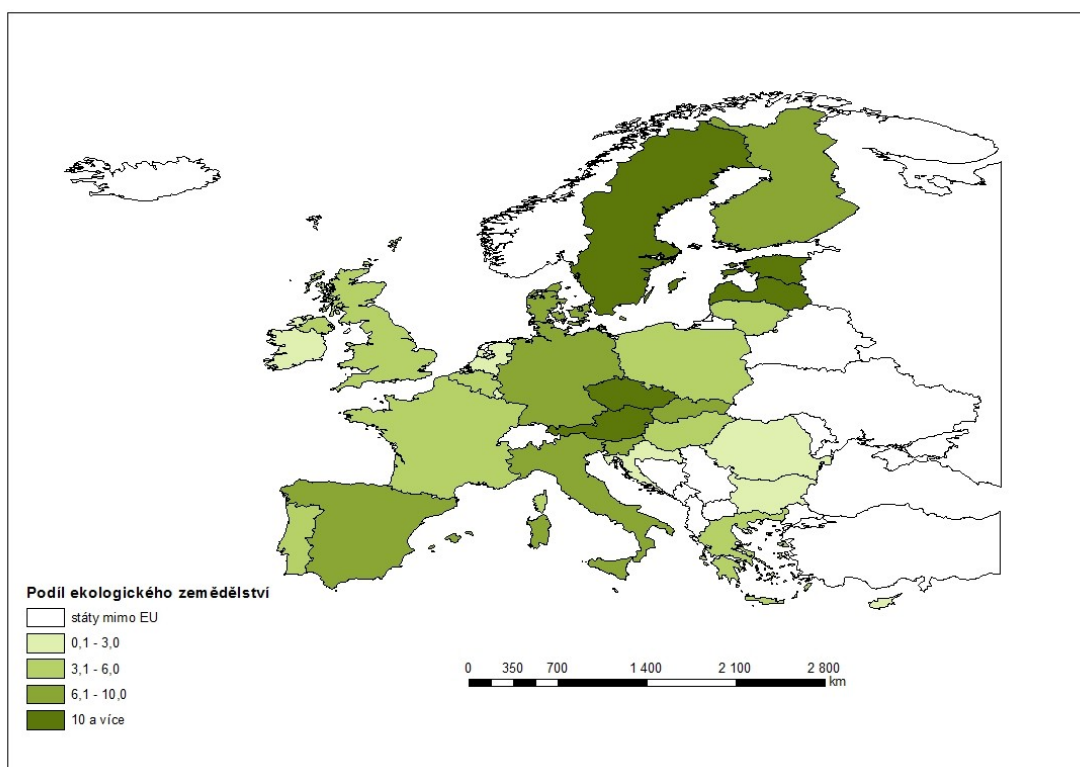 Podíl ekologického zemědělství
státy mimo EU
0,1 - 3,0
3,1 - 6,0
6,1 - 10,0
10 a více
0 350 700 1 400 2 100 2 800
km